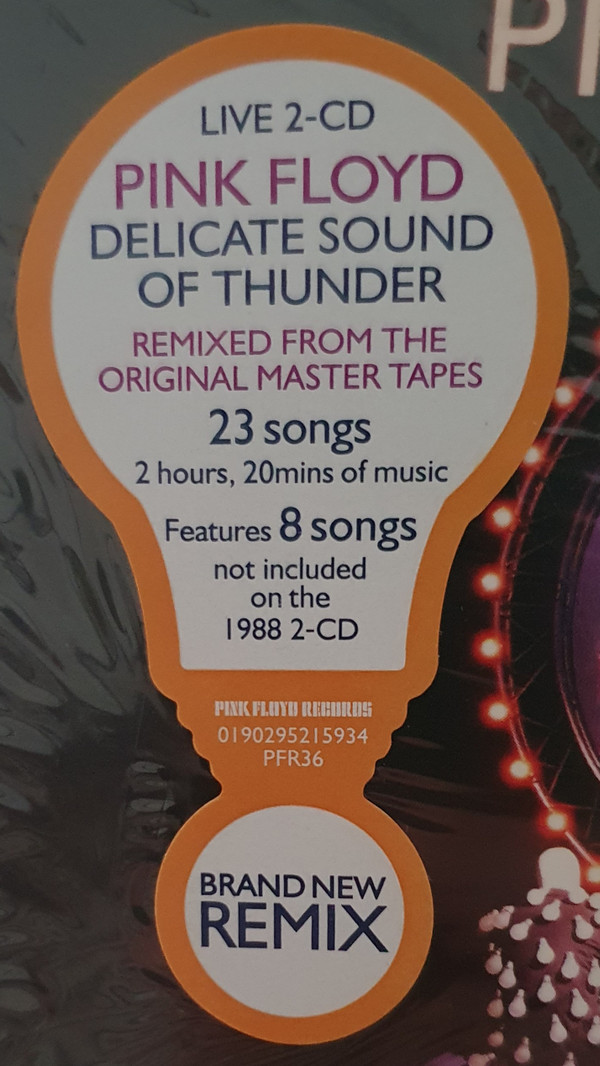 LIVE 2-CD
PINK FLOYD
DELICATE SOUND
OF THUNDER
REMIXED FROM THE
ORIGINAL MASTER TAPES
23 songs
2 hours, 20mins of music
Features 8 songs
not included
on the
1988 2-CD
PINK FLOYD RECORDS
0190295215934
PFR36
BRAND NEW
REMIX